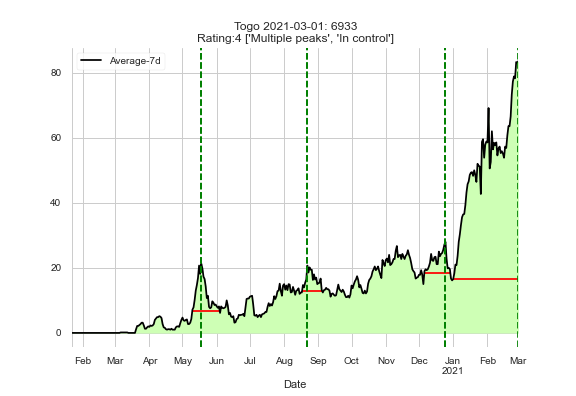 Togo 2021-03-01: 6933
Rating:4 ['Multiple peaks', 'In control']
Average-7d
80
60
40
20
0
Feb Mar Apr May Jun Jul Aug Sep Oct Nov Dec Jan Feb Mar
2021
Date